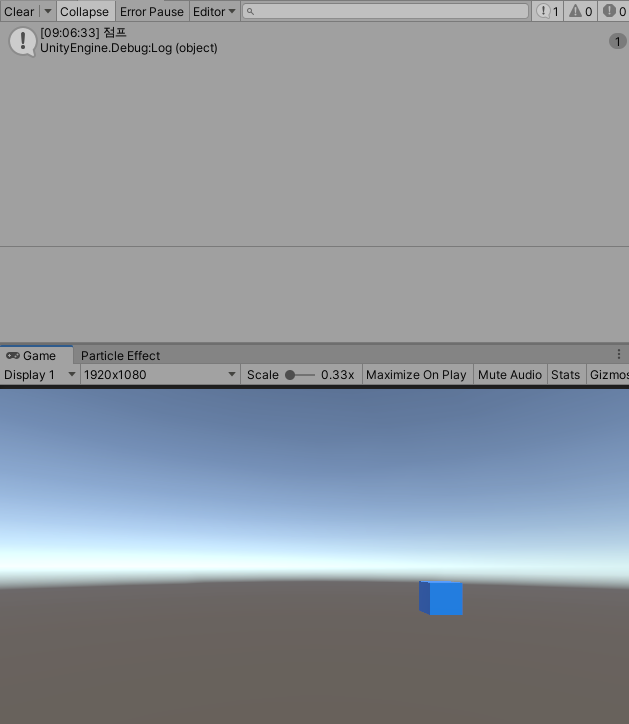 Clear Collapse Error Pause Editor 1 0 0
[09:06:33] 점프 1
UnityEngine.Debug:Log (object)
Game Particle Effect
Display 1 1920x1080 Scale 0.33x Maximize On Play Mute Audio Stats Gizmos